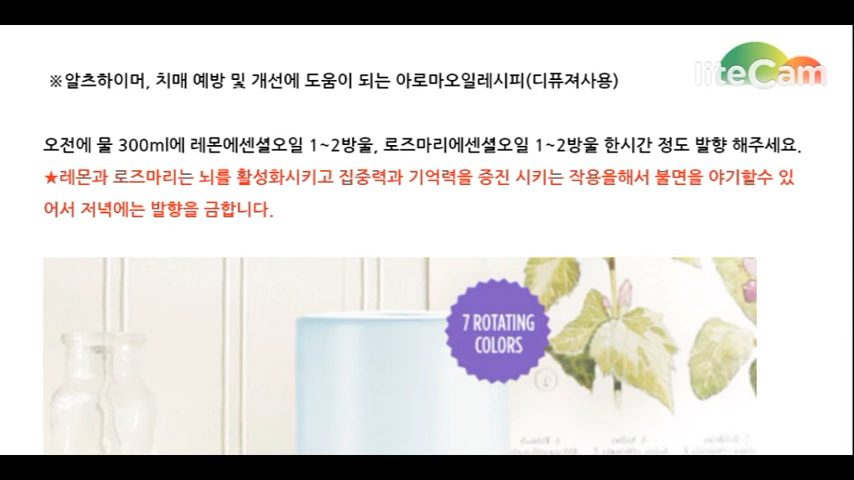 liteCam
※알츠하이머, 치매 예방 및 개선에 도움이 되는 아로마오일레시피(디퓨져사용)
오전에 물 300ml에 레몬에센셜오일 1~2방울, 로즈마리에센셜오일 1~2방울 한시간 정도 발향 해주세요.
★레몬과 로즈마리는 뇌를 활성화시키고 집중력과 기억력을 증진 시키는 작용을해서 불면을 야기할수 있
어서 저녁에는 발향을 금합니다.
7 ROTATING
COLORS